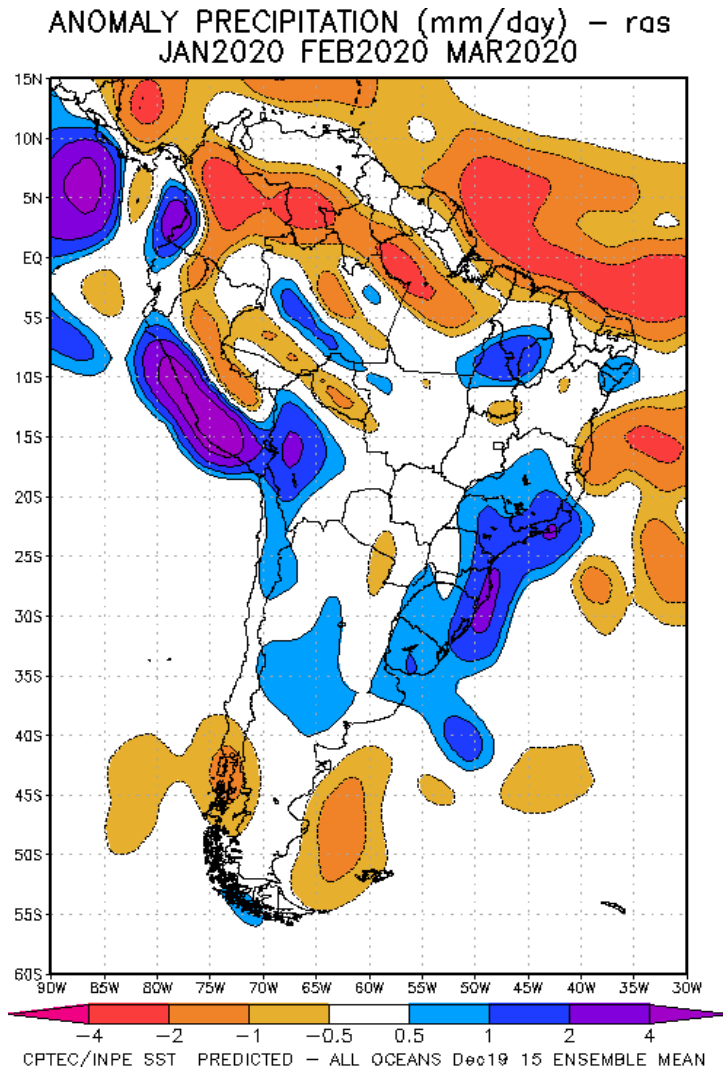 ANOMALY PRECIPITATION (mm/day) – ras
JAN2020 FEB2020 MAR2020
15N
10N
5N
EQ
5S
10S
15S
20S
25S
30S
35S
40S
45S
50S
55S
60S
90W 85W 80W 75W 70W 65W 60W 55W 50W 45W 40W 35W 30W
−4 −2 −1 −0.5 0.5 1 2 4
CPTEC/INPE SST PREDICTED – ALL OCEANS Dec19 15 ENSEMBLE MEAN